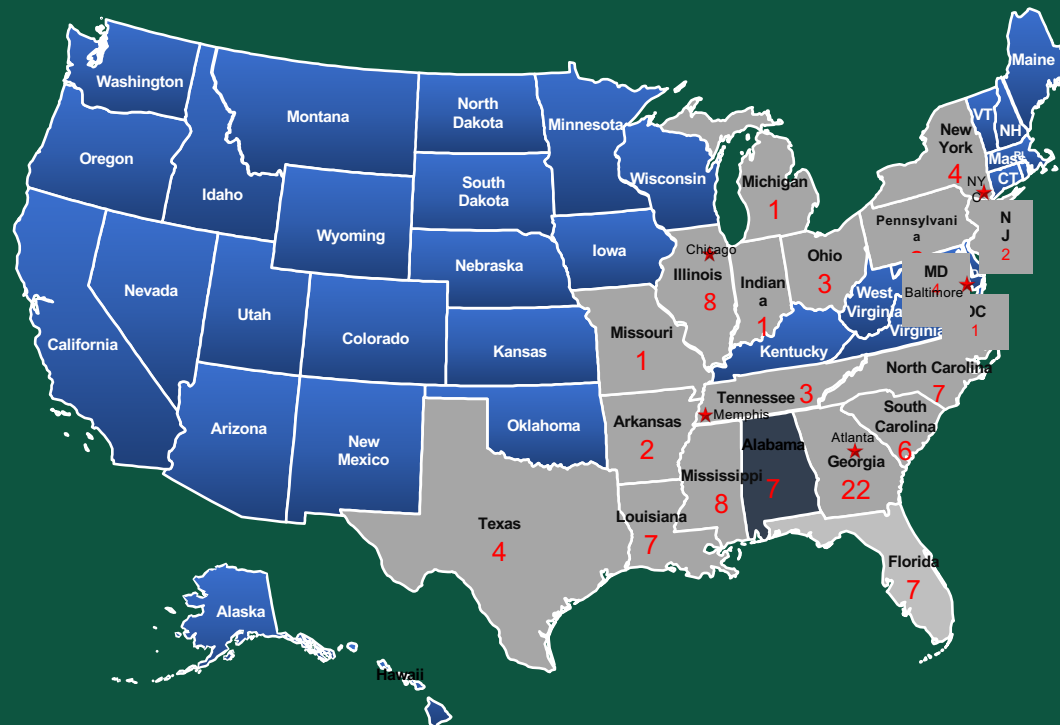 Washington
Oregon
Idaho
Montana
Wyoming
California
Nevada
Utah
Colorado
Arizona
New
Mexico
North
Dakota
South
Dakota
Nebraska
Kansas
Oklahoma
Texas
4
Minnesota
Iowa
Missouri
1
Arkansas
2
Louisiana
7
Wisconsin
Chicago
Illinois
8
Michigan
1
Indian
a
1
Ohio
3
Kentucky
Tennessee
3
Memphis
Mississippi
8
Alabama
7
Atlanta
Georgia
22
Florida
7
South
Carolina
6
North Carolina
7
West
Virginia
Virginia
Pennsylvani
a
MD
4
Baltimore
DC
1
N
J
2
New
York
4
NY
C
VT
NH
Maine
Mass
RI
CT
Alaska
Hawaii